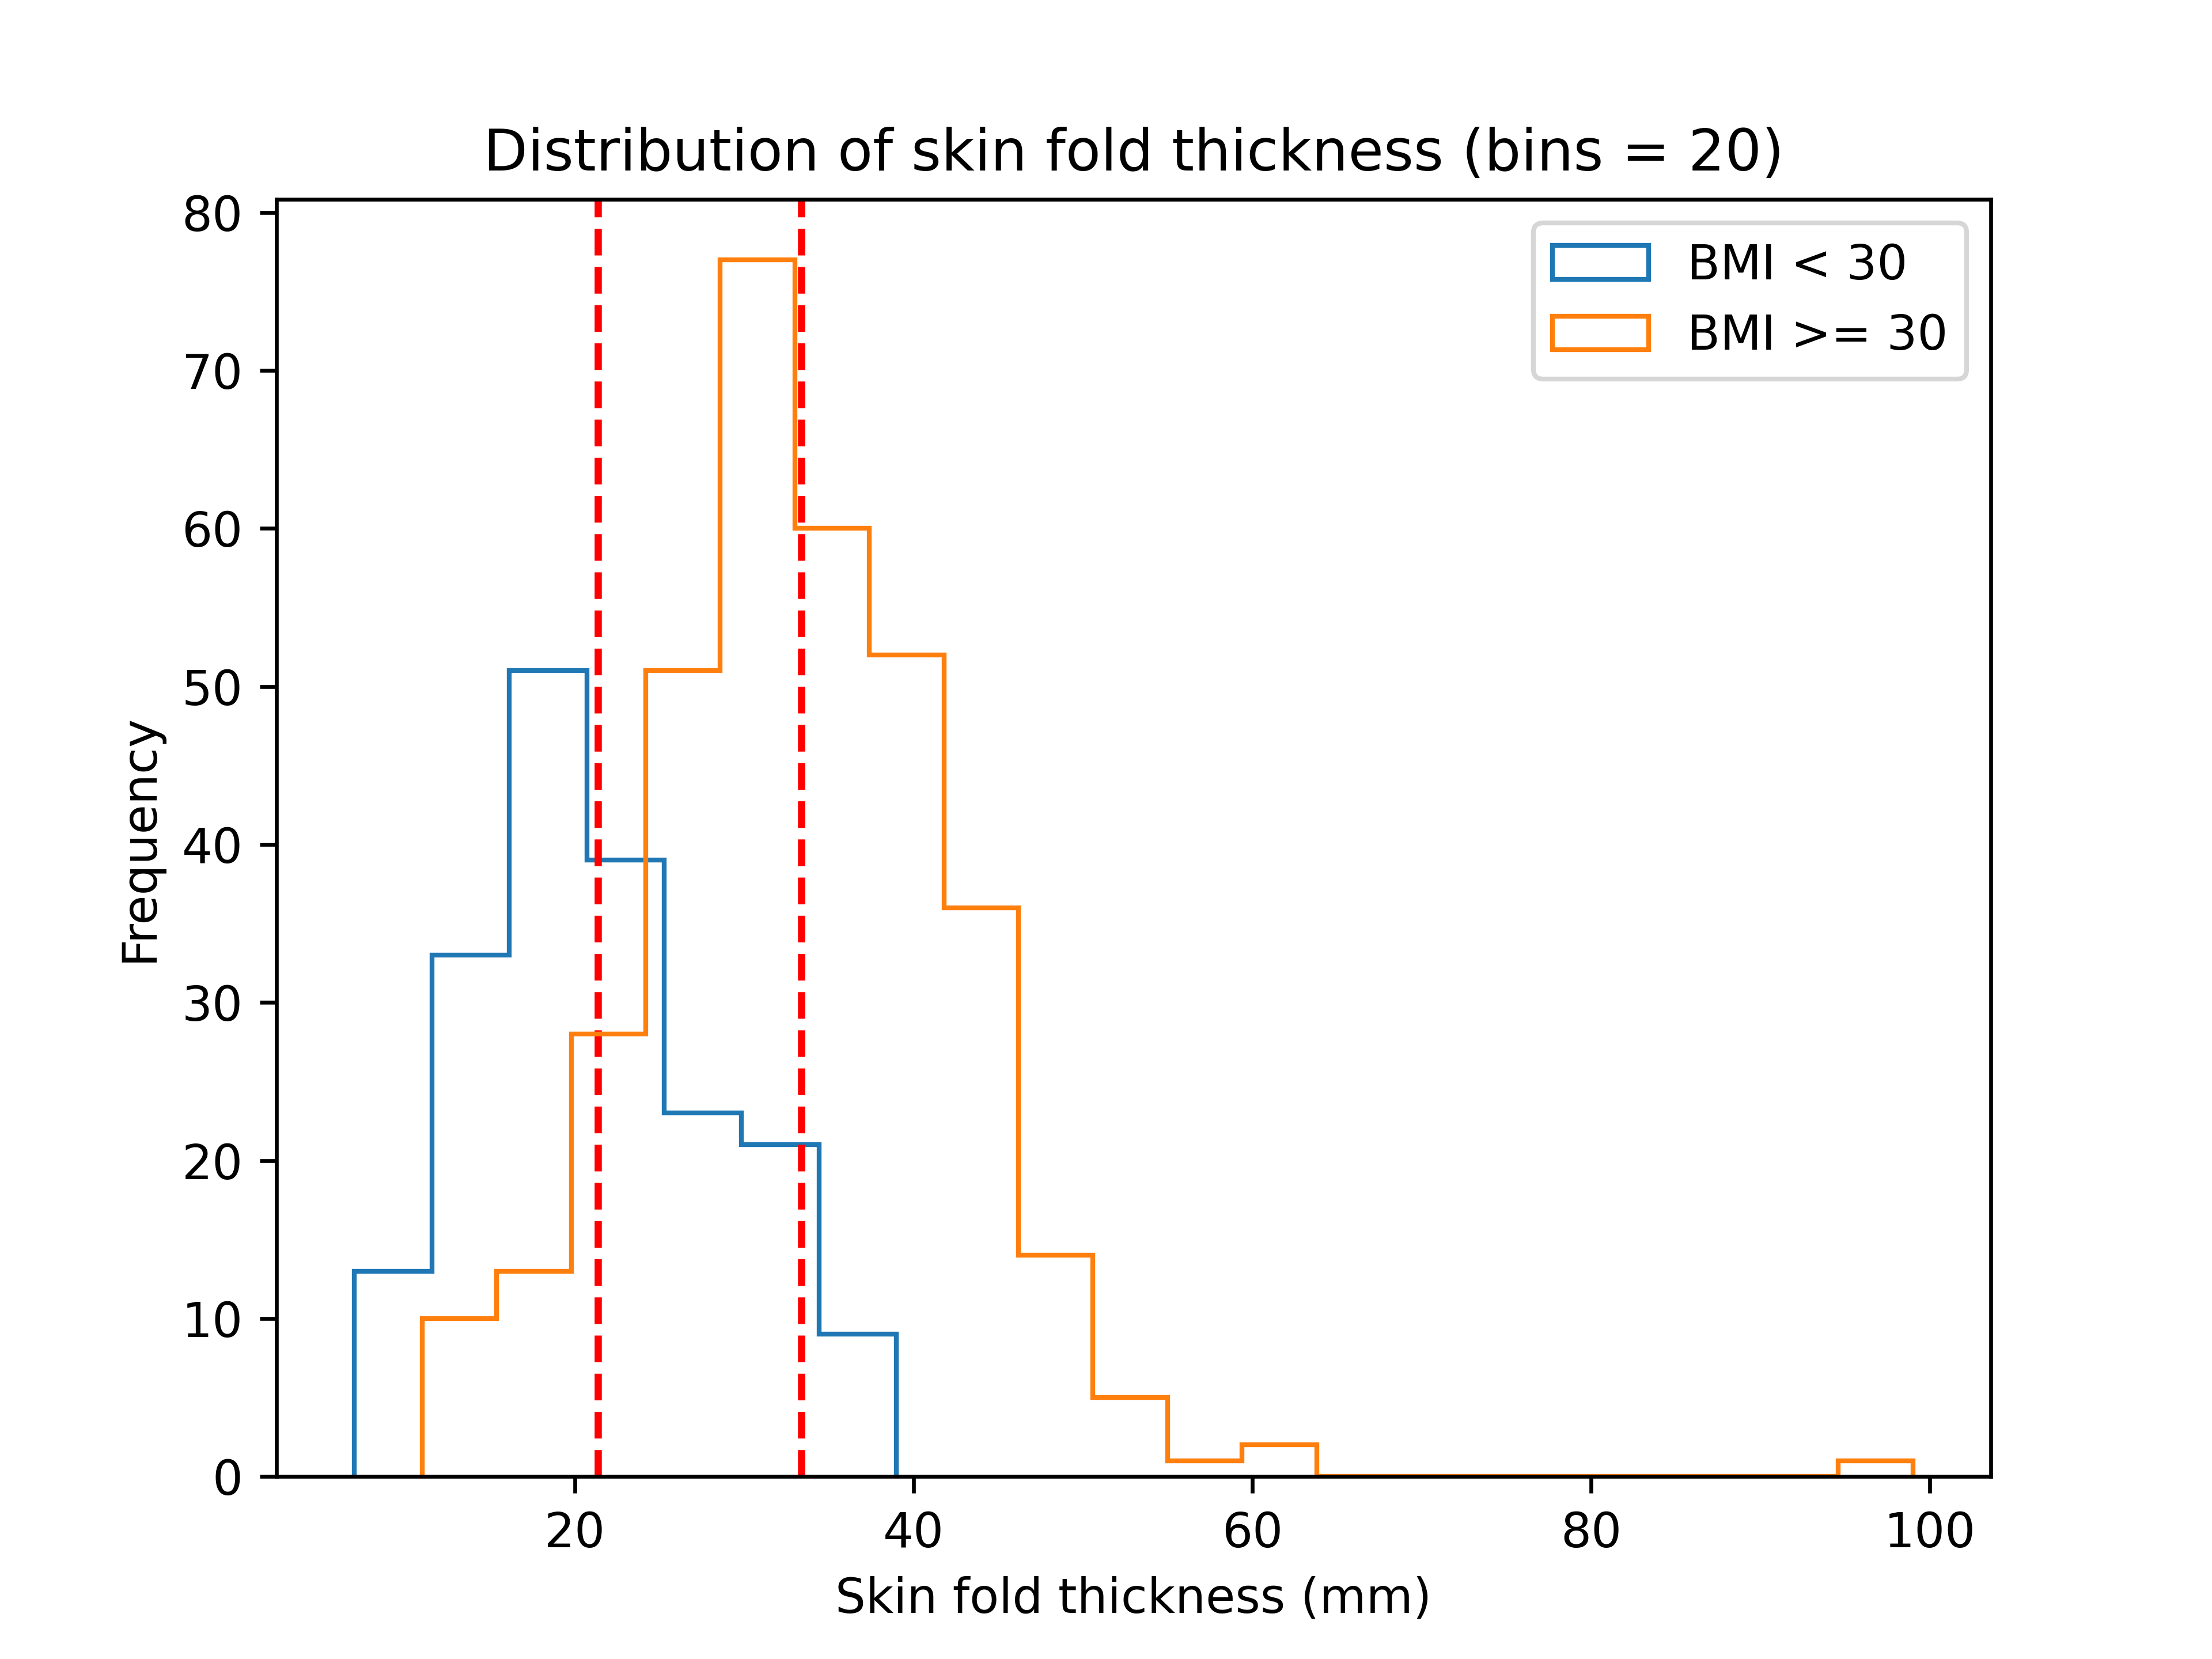 Distribution of skin fold thickness (bins = 20)
80
70
60
50
40
30
20
10
0
Frequency
BMI < 30
BMI >= 30
20 40 60 80 100
Skin fold thickness (mm)